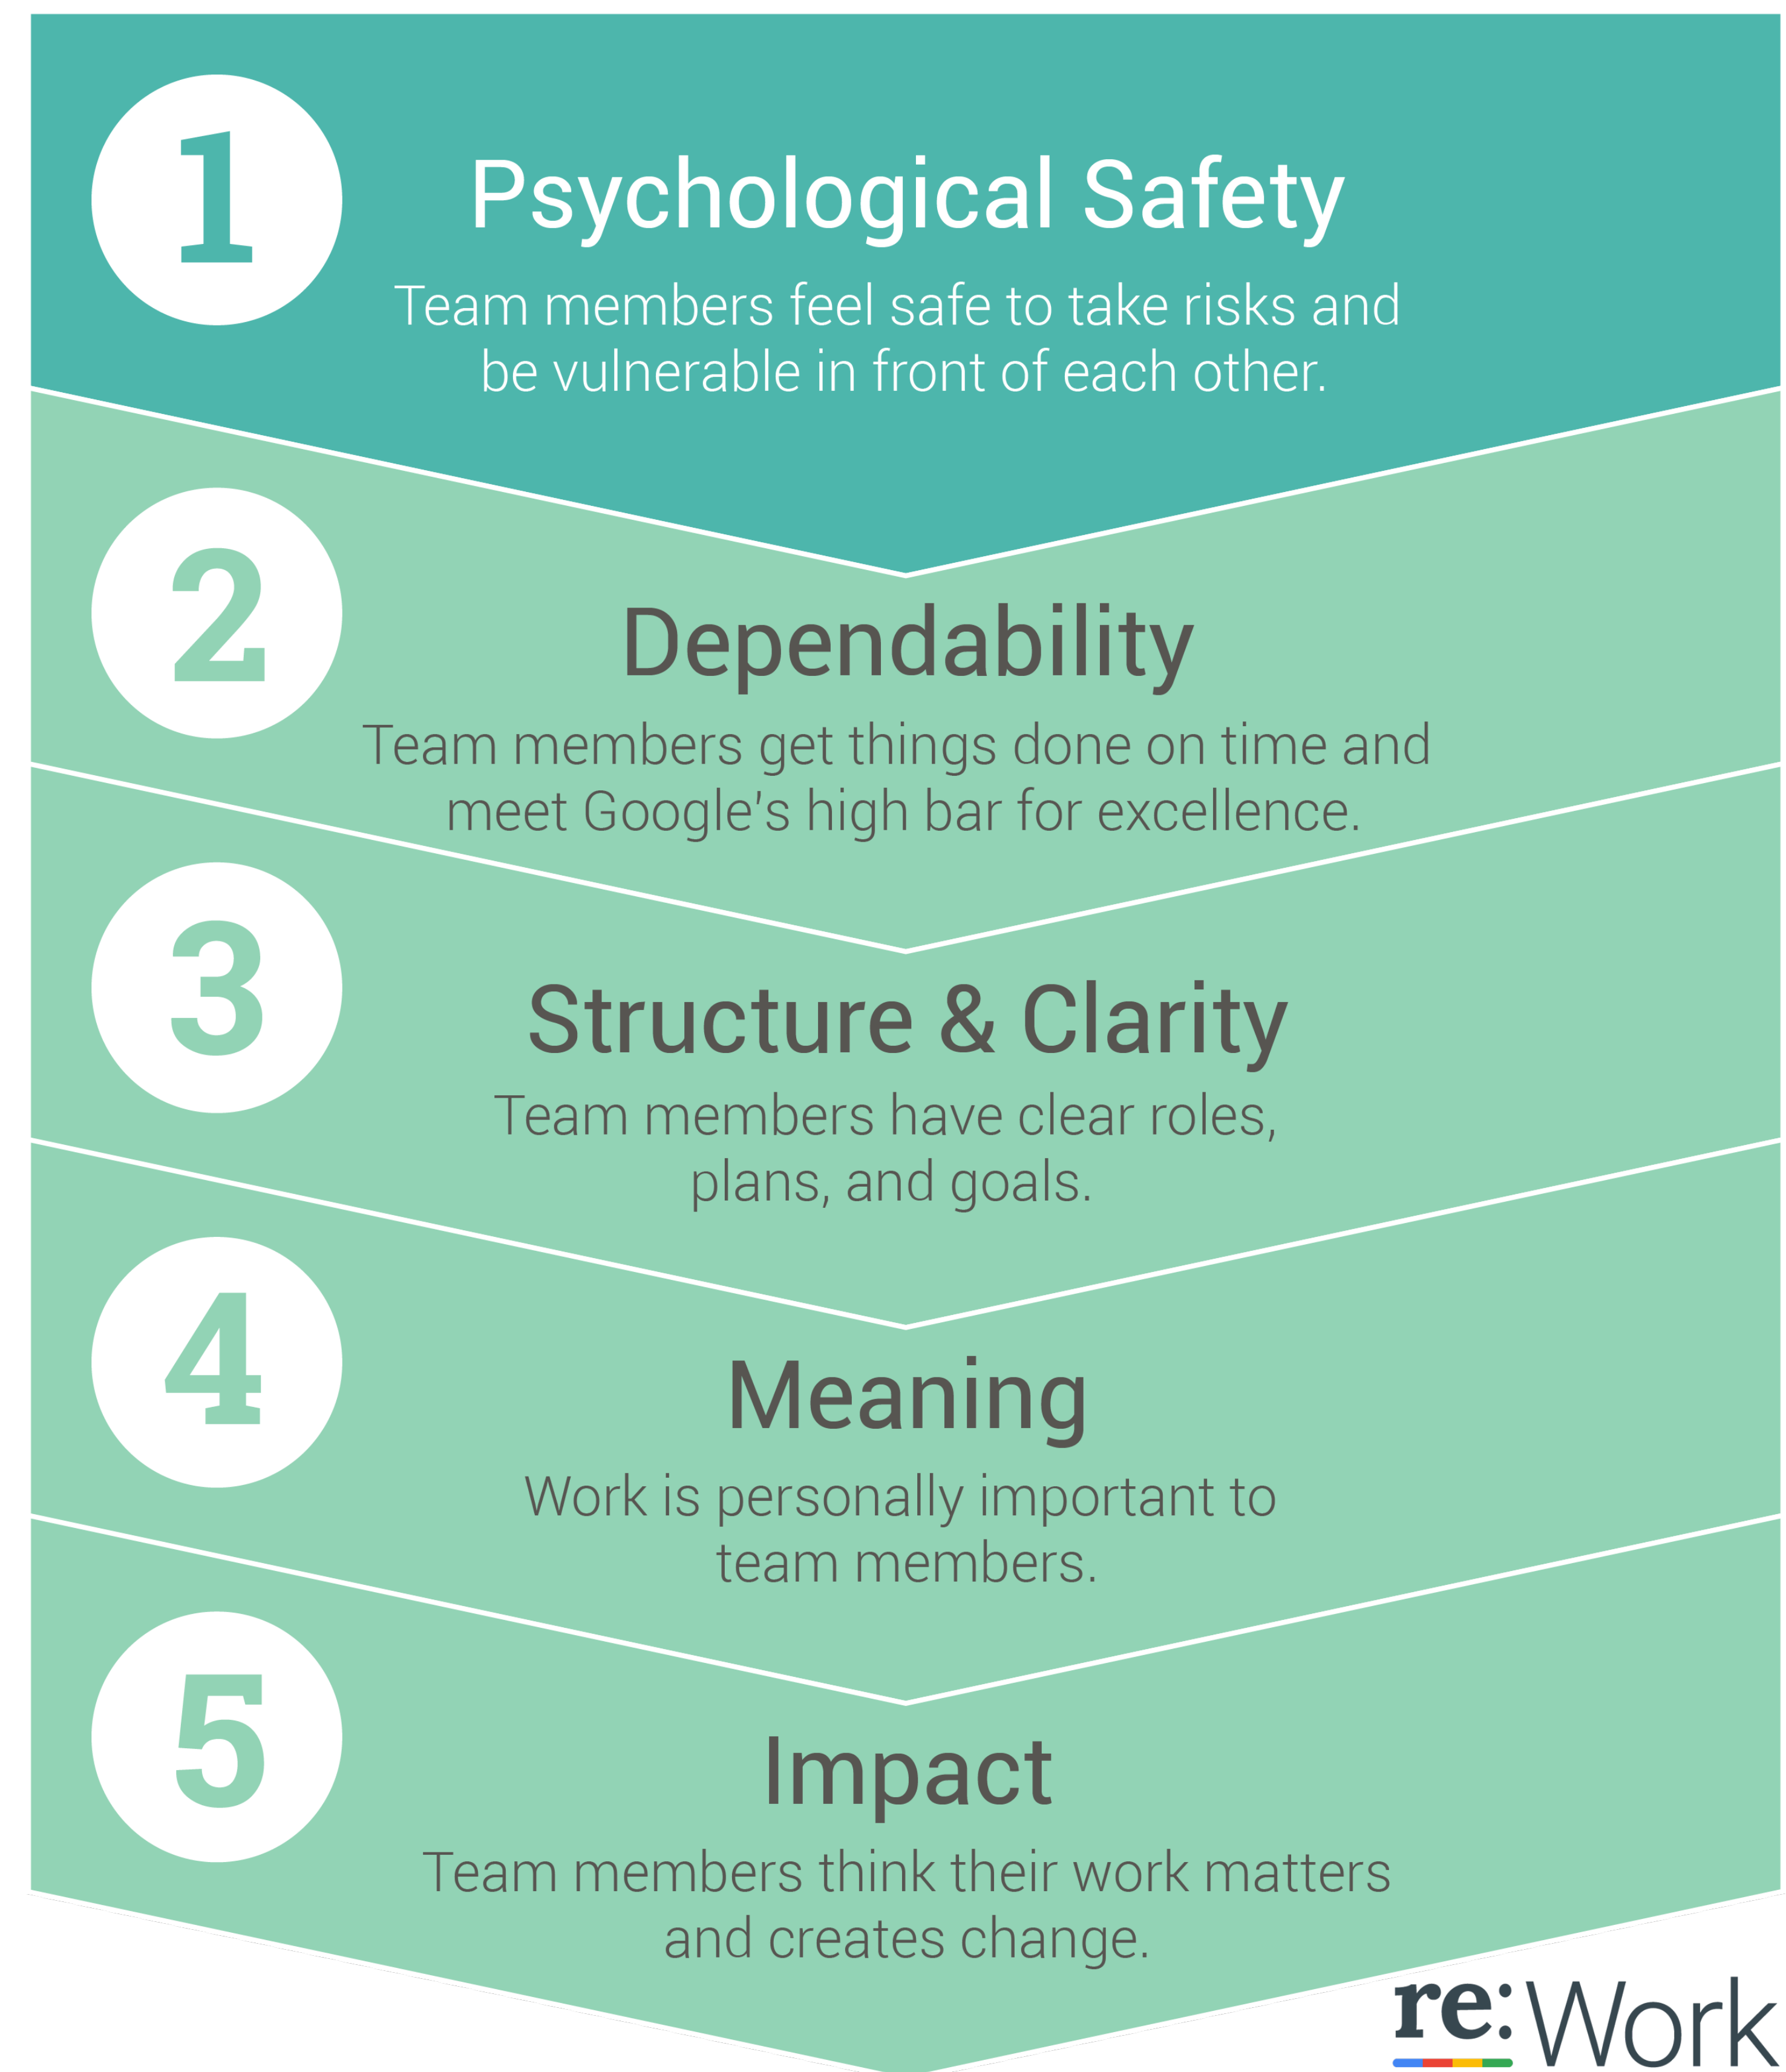 1
Psychological Safety
Team members feel safe to take risks and
be vulnerable in front of each other.
2
Dependability
Team members get things done on time and
meet Google's high bar for excellence.
3
Structure & Clarity
Team members have clear roles,
plans, and goals.
4
Meaning
Work is personally important to
team members.
5
Impact
Team members think their work matters
and creates change.
re:Work